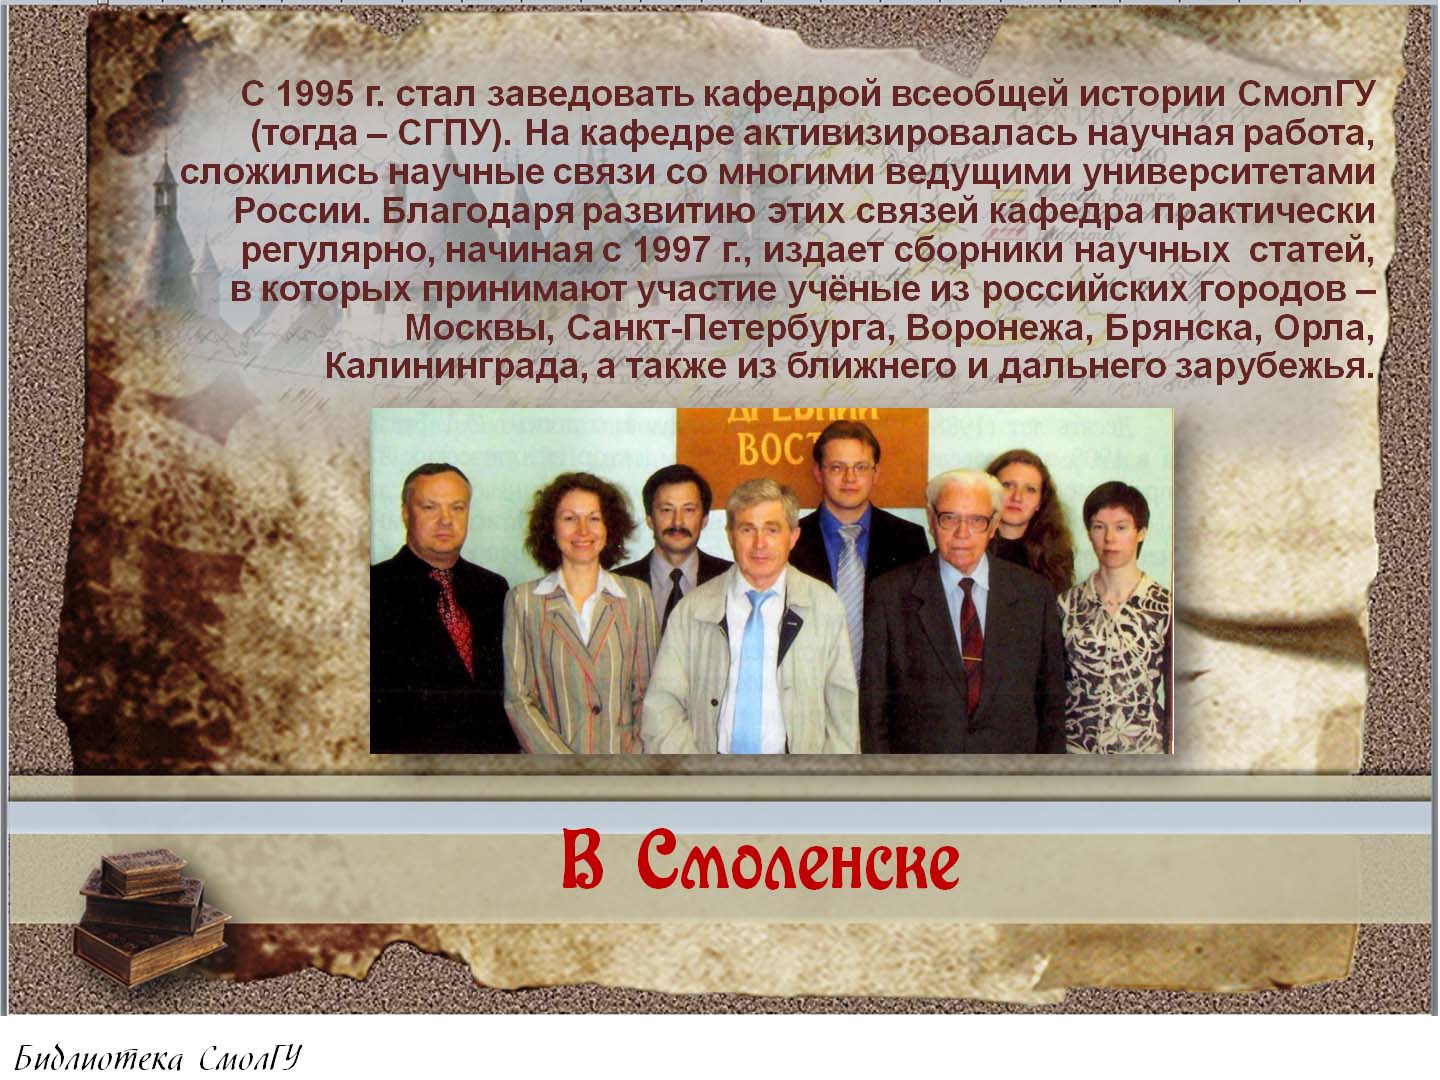 С 1995 г. стал заведовать кафедрой всеобщей истории СмолГУ
(тогда – СГПУ). На кафедре активизировалась научная работа,
сложились научные связи со многими ведущими университетами
России. Благодаря развитию этих связей кафедра практически
регулярно, начиная с 1997 г., издает сборники научных статей,
в которых принимают участие учёные из российских городов –
Москвы, Санкт-Петербурга, Воронежа, Брянска, Орла,
Калининграда, а также из ближнего и дальнего зарубежья.
ДРЕВНИЙ
ВОСТ
В Смоленске
Библиотека СмолГУ